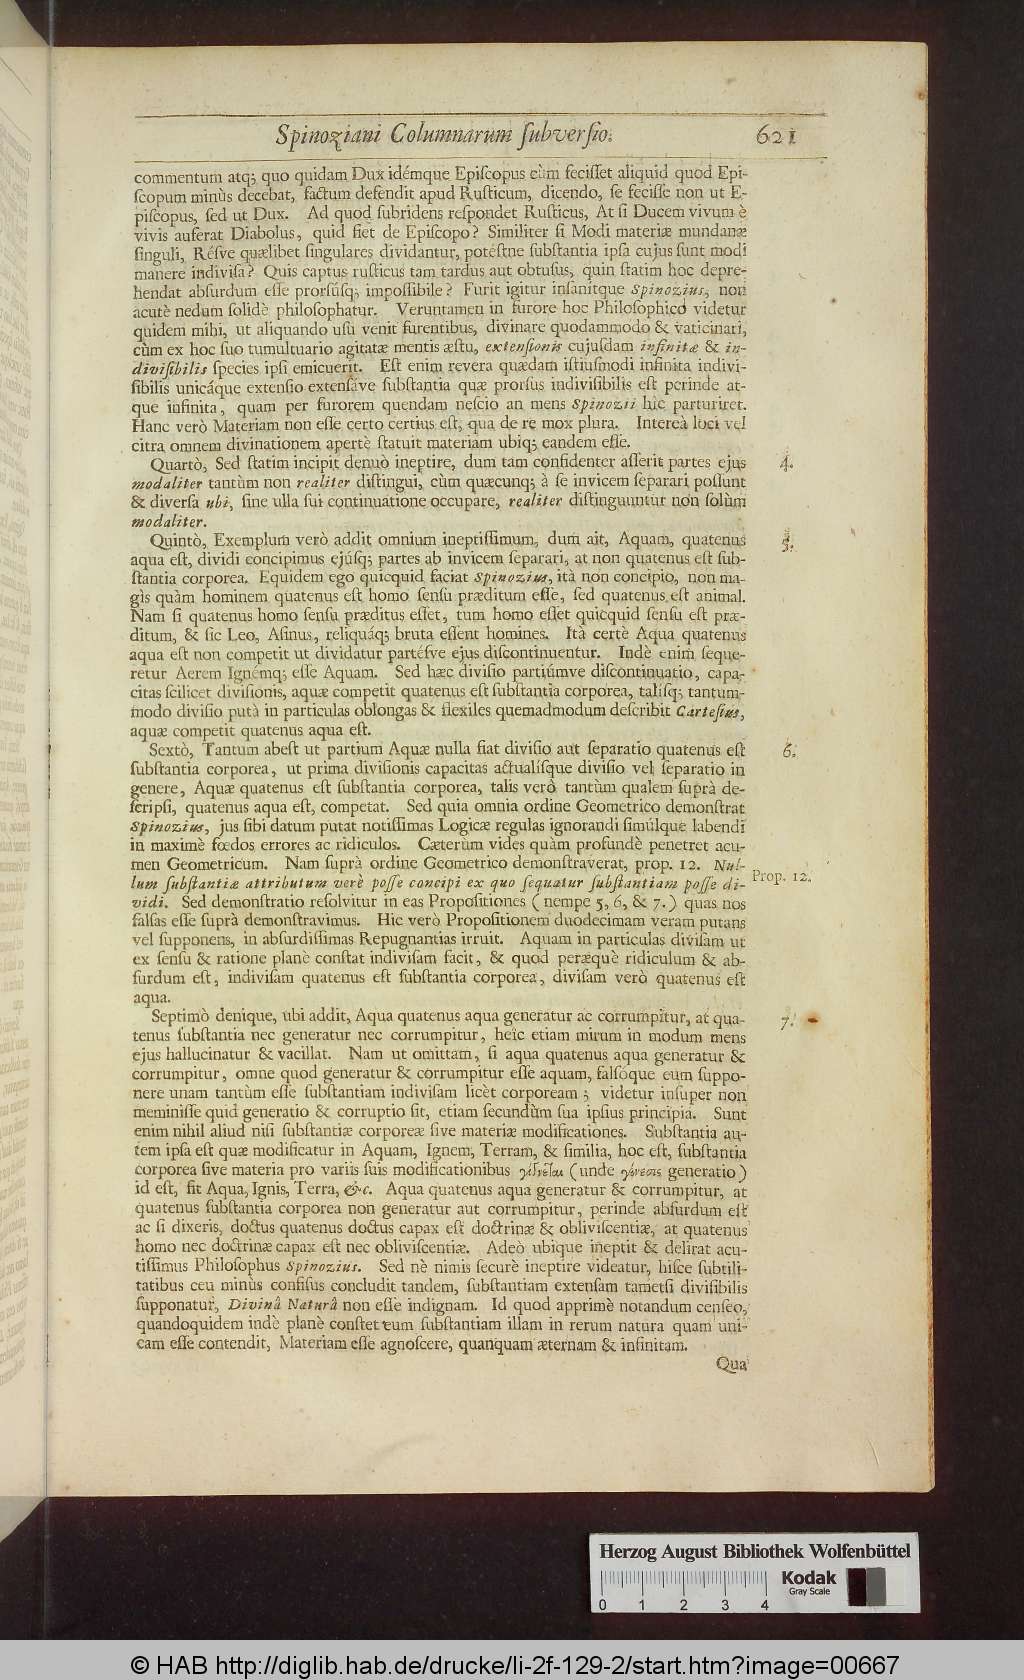 Spinoziani Columnarum ſubverſio. 621
commentum atq; quo quidam Dux idémque Epiſcopus cùm feciſſet aliquid quod Epi-
ſcopum minùs decebat, factum defendit apud Ruſticum, dicendo, ſe feciſſe non ut E-
piſcopus, ſed ut Dux. Ad quod ſubridens reſpondet Ruſticus, At ſi Ducem vivum è
vivis auferat Diabolus, quid fiet de Epiſcopo? Similiter ſi Modi materiæ mundanæ
ſinguli, Réſve quælibet ſingulares dividantur, potéſtne ſubſtantia ipſa cujus ſunt modi
manere indiviſa? Quis captus ruſticus tam tardus aut obtuſus, quin ſtatim hoc depre-
hendat abſurdum eſſe prorſúſq; impoſſibile? Furit igitur inſanitque Spinozius, non
acutè nedum ſolidè philoſophatur. Veruntamen in furore hoc Philoſophico videtur
quidem mihi, ut aliquando uſu venit furentibus, divinare quodammodo & vaticinari,
cùm ex hoc ſuo tumultuario agitatæ mentis æſtu, extenſionis cujuſdam infinitæ & in-
diviſibilis ſpecies ipſi emicuerit. Eſt enim revera quædam iſtiuſmodi infinita indivi-
ſibilis unicáque extenſio extensáve ſubſtantia quæ prorſus indiviſibilis eſt perinde at-
que infinita, quam per furorem quendam neſcio an mens Spinozii hic parturiret.
Hanc verò Materiam non eſſe certo certius eſt, qua de re mox plura. Intereà loci vel
citra omnem divinationem apertè ſtatuit materiam ubiq; eandem eſſe.
Quartò, Sed ſtatim incipit denuò ineptire, dum tam confidenter aſſerit partes ejus 4.
modaliter tantùm non realiter diſtingui, cùm quæcunq; à ſe invicem ſeparari poſſunt
& diverſa ubi, ſine ulla ſui continuatione occupare, realiter diſtinguuntur non ſolùm
modaliter.
Quintò, Exemplum verò addit omnium ineptiſſimum, dum ait, Aquam, quatenus 5.
aqua eſt, dividi concipimus ejúſq; partes ab invicem ſeparari, at non quatenus eſt ſub-
ſtantia corporea. Equidem ego quicquid faciat Spinozius, ità non concipio, non ma-
gis quàm hominem quatenus eſt homo ſenſu præditum eſſe, ſed quatenus eſt animal.
Nam ſi quatenus homo ſenſu præditus eſſet, tum homo eſſet quicquid ſenſu eſt præ-
ditum, & ſic Leo, Aſinus, reliquáq; bruta eſſent homines. Ità certè Aqua quatenus
aqua eſt non competit ut dividatur partéſve ejus diſcontinuentur. Indè enim ſeque-
retur Aerem Ignémq; eſſe Aquam. Sed hæc diviſio partiúmve diſcontinuatio, capa-
citas ſcilicet diviſionis, aquæ competit quatenus eſt ſubſtantia corporea, talíſq; tantum-
modo diviſio putà in particulas oblongas & flexiles quemadmodum deſcribit Carteſius,
aquæ competit quatenus aqua eſt.
Sextò, Tantum abeſt ut partium Aquæ nulla fiat diviſio aut ſeparatio quatenus eſt 6.
ſubſtantia corporea, ut prima diviſionis capacitas actualíſque diviſio vel ſeparatio in
genere, Aquæ quatenus eſt ſubſtantia corporea, talis verò tantùm qualem ſuprà de-
ſcripſi, quatenus aqua eſt, competat. Sed quia omnia ordine Geometrico demonſtrat
Spinozius, jus ſibi datum putat notiſſimas Logicæ regulas ignorandi ſimúlque labendi
in maximè fœdos errores ac ridiculos. Cæterùm vides quàm profundè penetret acu-
men Geometricum. Nam ſuprà ordine Geometrico demonſtraverat, prop. 12. Nul-
lum ſubſtantiæ attributum verè poſſe concipi ex quo ſequatur ſubſtantiam poſſe di- Prop. 12.
vidi. Sed demonſtratio reſolvitur in eas Propoſitiones (nempe 5, 6, & 7.) quas nos
falſas eſſe ſuprà demonſtravimus. Hic verò Propoſitionem duodecimam veram putans
vel ſupponens, in abſurdiſſimas Repugnantias irruit. Aquam in particulas diviſam ut
ex ſenſu & ratione planè conſtat indiviſam facit, & quod peræquè ridiculum & ab-
ſurdum eſt, indiviſam quatenus eſt ſubſtantia corporea, diviſam verò quatenus eſt
aqua.
Septimò denique, ubi addit, Aqua quatenus aqua generatur ac corrumpitur, at qua- 7.
tenus ſubſtantia nec generatur nec corrumpitur, heic etiam mirum in modum mens
ejus hallucinatur & vacillat. Nam ut omittam, ſi aqua quatenus aqua generatur &
corrumpitur, omne quod generatur & corrumpitur eſſe aquam, falſóque eum ſuppo-
nere unam tantùm eſſe ſubſtantiam indiviſam licèt corpoream; videtur inſuper non
meminiſſe quid generatio & corruptio ſit, etiam ſecundùm ſua ipſius principia. Sunt
enim nihil aliud niſi ſubſtantiæ corporeæ ſive materiæ modificationes. Subſtantia au-
tem ipſa eſt quæ modificatur in Aquam, Ignem, Terram, & ſimilia, hoc eſt, ſubſtantia
corporea ſive materia pro variis ſuis modificationibus γίνεται (unde γένεσις generatio)
id eſt, fit Aqua, Ignis, Terra, &c. Aqua quatenus aqua generatur & corrumpitur, at
quatenus ſubſtantia corporea non generatur aut corrumpitur, perinde abſurdum eſt
ac ſi dixeris, doctus quatenus doctus capax eſt doctrinæ & obliviſcentiæ, at quatenus
homo nec doctrinæ capax eſt nec obliviſcentiæ. Adeò ubique ineptit & delirat acu-
tiſſimus Philoſophus Spinozius. Sed nè nimis ſecurè ineptire videatur, hiſce ſubtili-
tatibus ceu minùs confiſus concludit tandem, ſubſtantiam extenſam tametſi diviſibilis
ſupponatur, Divinâ Naturâ non eſſe indignam. Id quod apprimè notandum cenſeo,
quandoquidem indè planè conſtet eum ſubſtantiam illam in rerum natura quam uni-
cam eſſe contendit, Materiam eſſe agnoſcere, quanquam æternam & infinitam.
Qua
Herzog August Bibliothek Wolfenbüttel
Kodak
Gray Scale
0 1 2 3 4
© HAB http://diglib.hab.de/drucke/li-2f-129-2/start.htm?image=00667